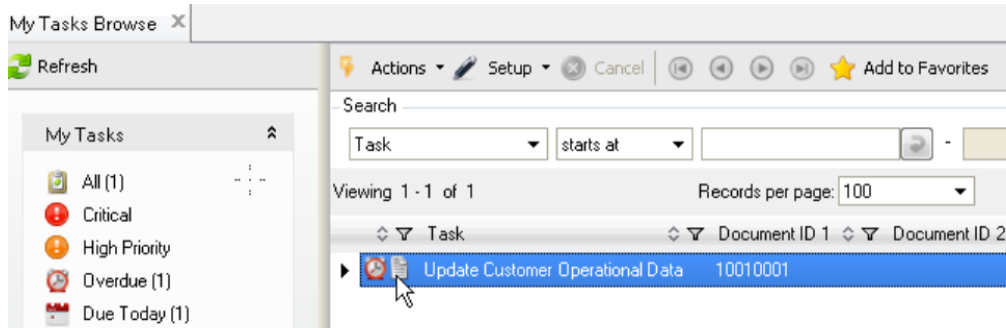 My Tasks Browse
Refresh
Actions Setup Cancel Add to Favorites
Search
My Tasks
Task starts at -
All (1)
Viewing 1 - 1 of 1 Records per page: 100
Critical
High Priority
Task Document ID 1 Document ID 2
Overdue (1)
Update Customer Operational Data 10010001
Due Today (1)